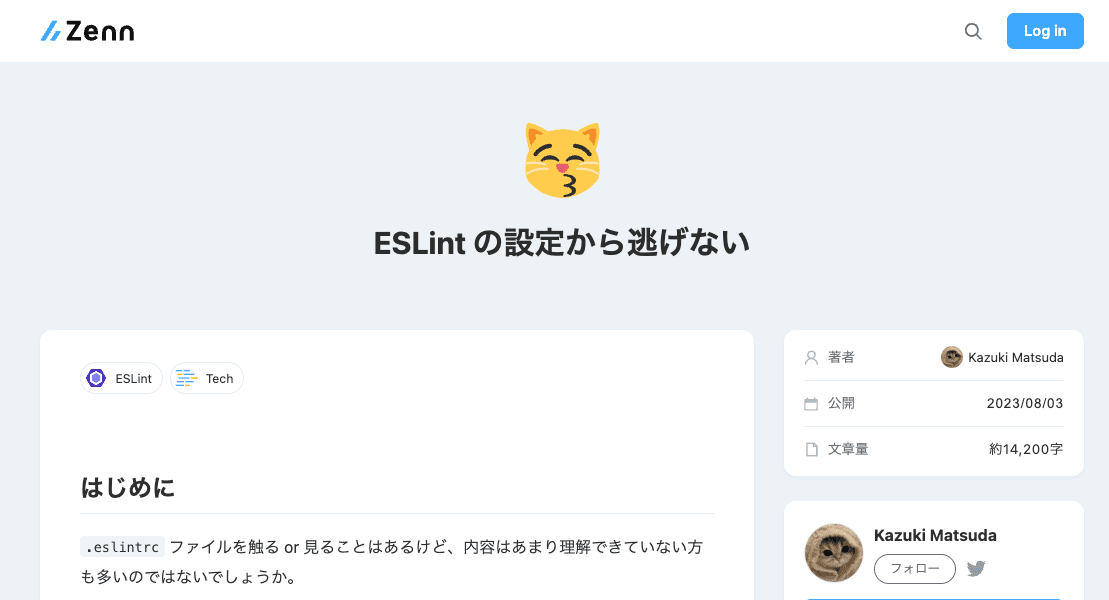 Zenn
Log in
ESLint の設定から逃げない
ESLint
Tech
はじめに
.eslintrc ファイルを触る or 見ることはあるけど、内容はあまり理解できていない方
も多いのではないでしょうか。
著者 Kazuki Matsuda
公開 2023/08/03
文章量 約14,200字
Kazuki Matsuda
フォロー